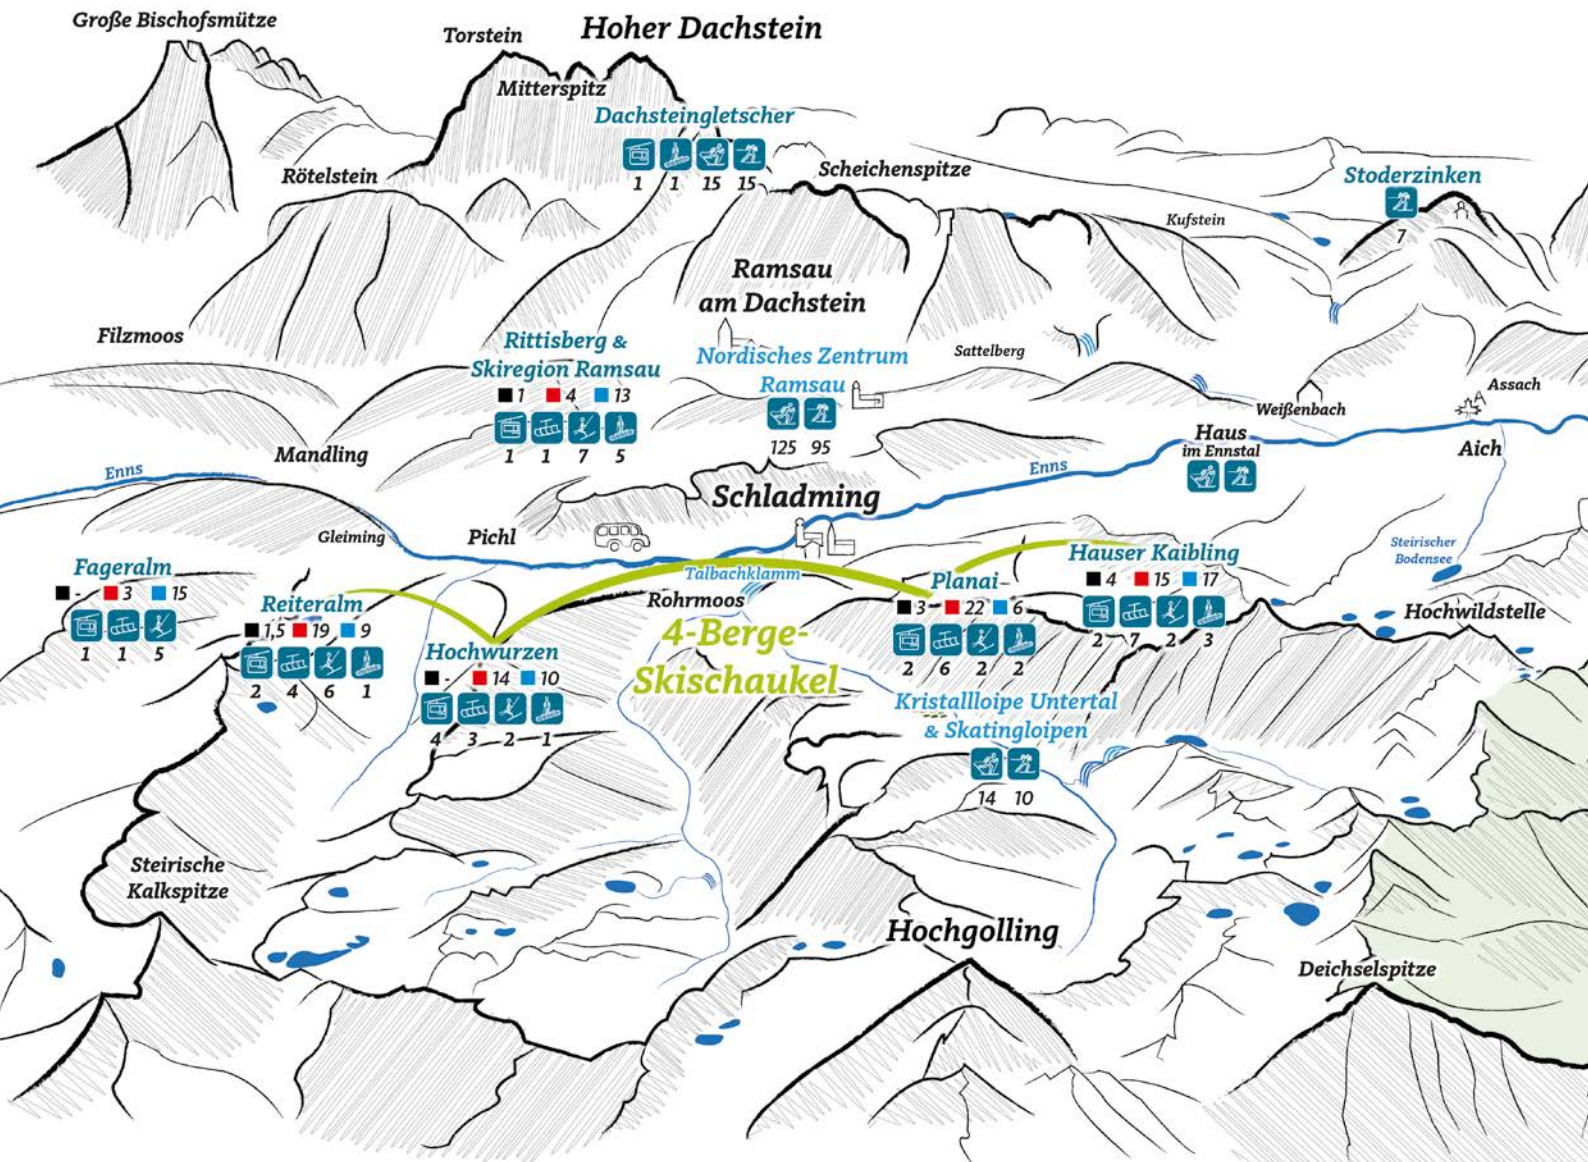 Große Bischofsmütze
Torstein
Hoher Dachstein
Mitterspitz
Dachsteingletscher
1 1 15 15
Rötelstein
Scheichenspitze
Stoderzinken
7
Kufstein
Ramsau
am Dachstein
Filzmoos
Rittisberg &
Skiregion Ramsau
1 4 13
1 1 7 5
Nordisches Zentrum
Ramsau
125 95
Sattelberg
Assach
A
Weißenbach
Haus
im Ennstal
Aich
Mandling
Enns
Enns
Schladming
Gleiming
Pichl
Steirischer
Bodensee
Fageralm
- 3 15
1 1 5
Reiteralm
1,5 19 9
2 4 6 1
Talbachklamm
Rohrmoos
Planai
3 22 6
2 6 2 2
Hauser Kaibling
4 15 17
2 7 2 3
Hochwildstelle
Hochwurzen
- 14 10
4 3 2 1
4-Berge-
Skischaukel
Kristallloipe Untertal
& Skatingloipen
14 10
Steirische
Kalkspitze
Hochgolling
Deichselspitze